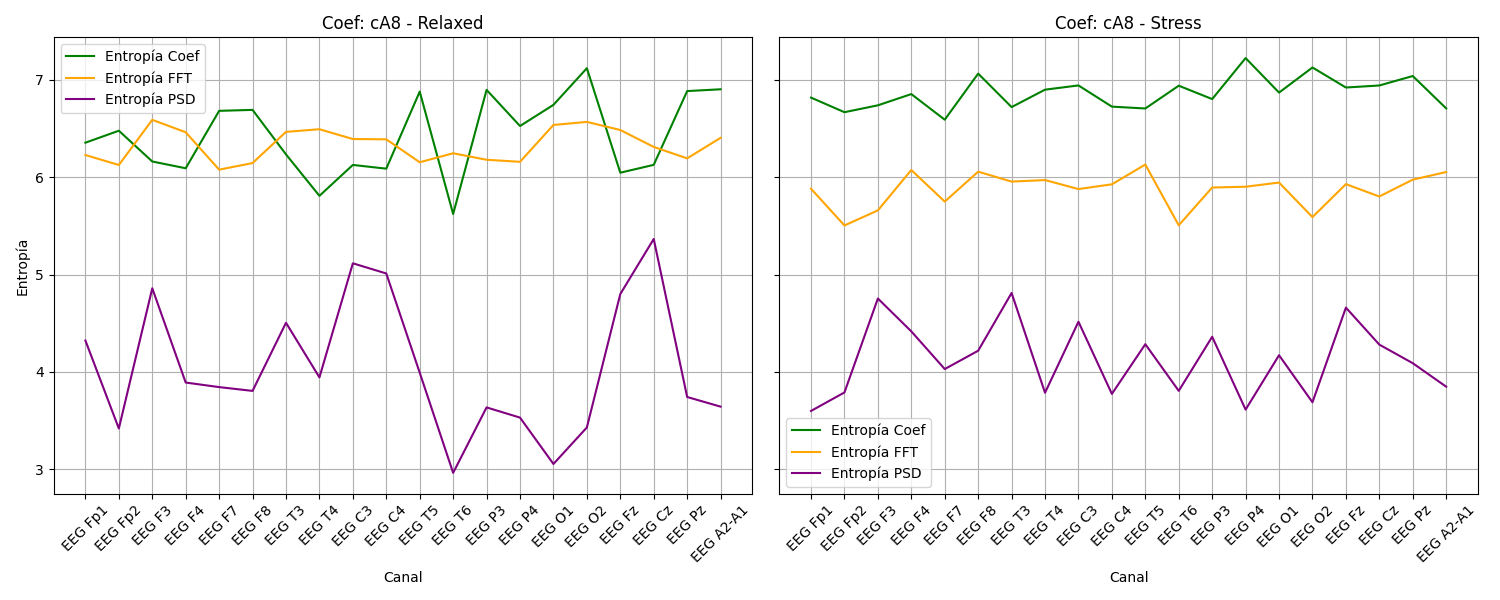 Coef: cA8 - Relaxed
Entropía Coef
Entropía FFT
Entropía PSD
Entropía
7
6
5
4
3
EEG Fp1
EEG Fp2
EEG F3
EEG F4
EEG F7
EEG F8
EEG T3
EEG T4
EEG C3
EEG C4
EEG T5
EEG T6
EEG P3
EEG P4
EEG O1
EEG O2
EEG Fz
EEG Cz
EEG Pz
EEG A2-A1
Canal
Coef: cA8 - Stress
Entropía Coef
Entropía FFT
Entropía PSD
EEG Fp1
EEG Fp2
EEG F3
EEG F4
EEG F7
EEG F8
EEG T3
EEG T4
EEG C3
EEG C4
EEG T5
EEG T6
EEG P3
EEG P4
EEG O1
EEG O2
EEG Fz
EEG Cz
EEG Pz
EEG A2-A1
Canal